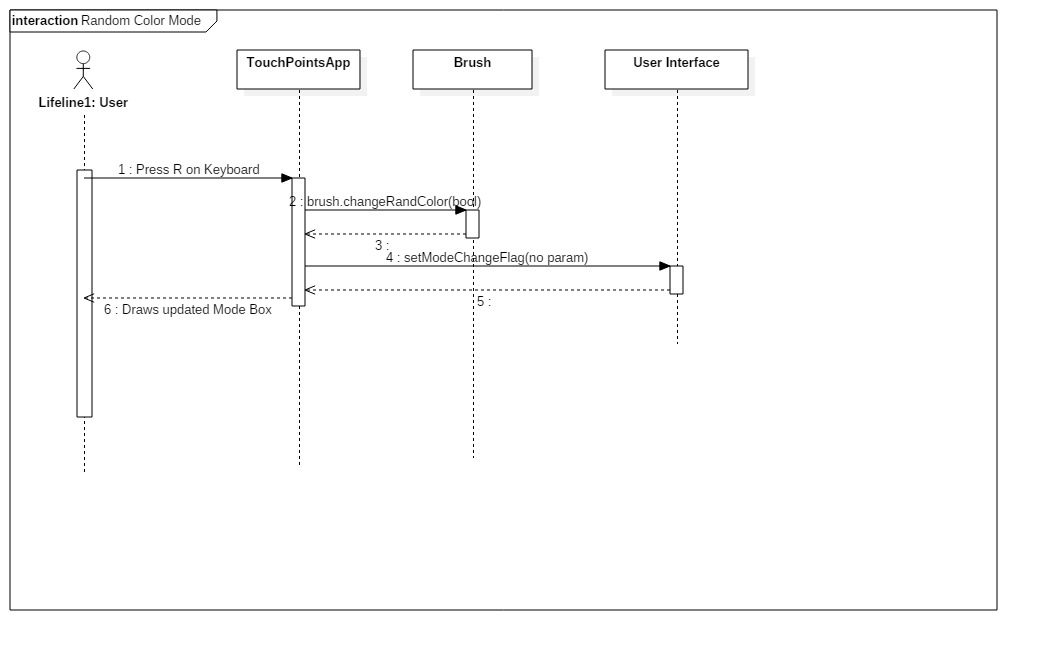 interaction Random Color Mode
TouchPointsApp
Brush
User Interface
Lifeline1: User
1 : Press R on Keyboard
2 : brush.changeRandColor(bool)
3 :
4 : setModeChangeFlag(no param)
5 :
6 : Draws updated Mode Box